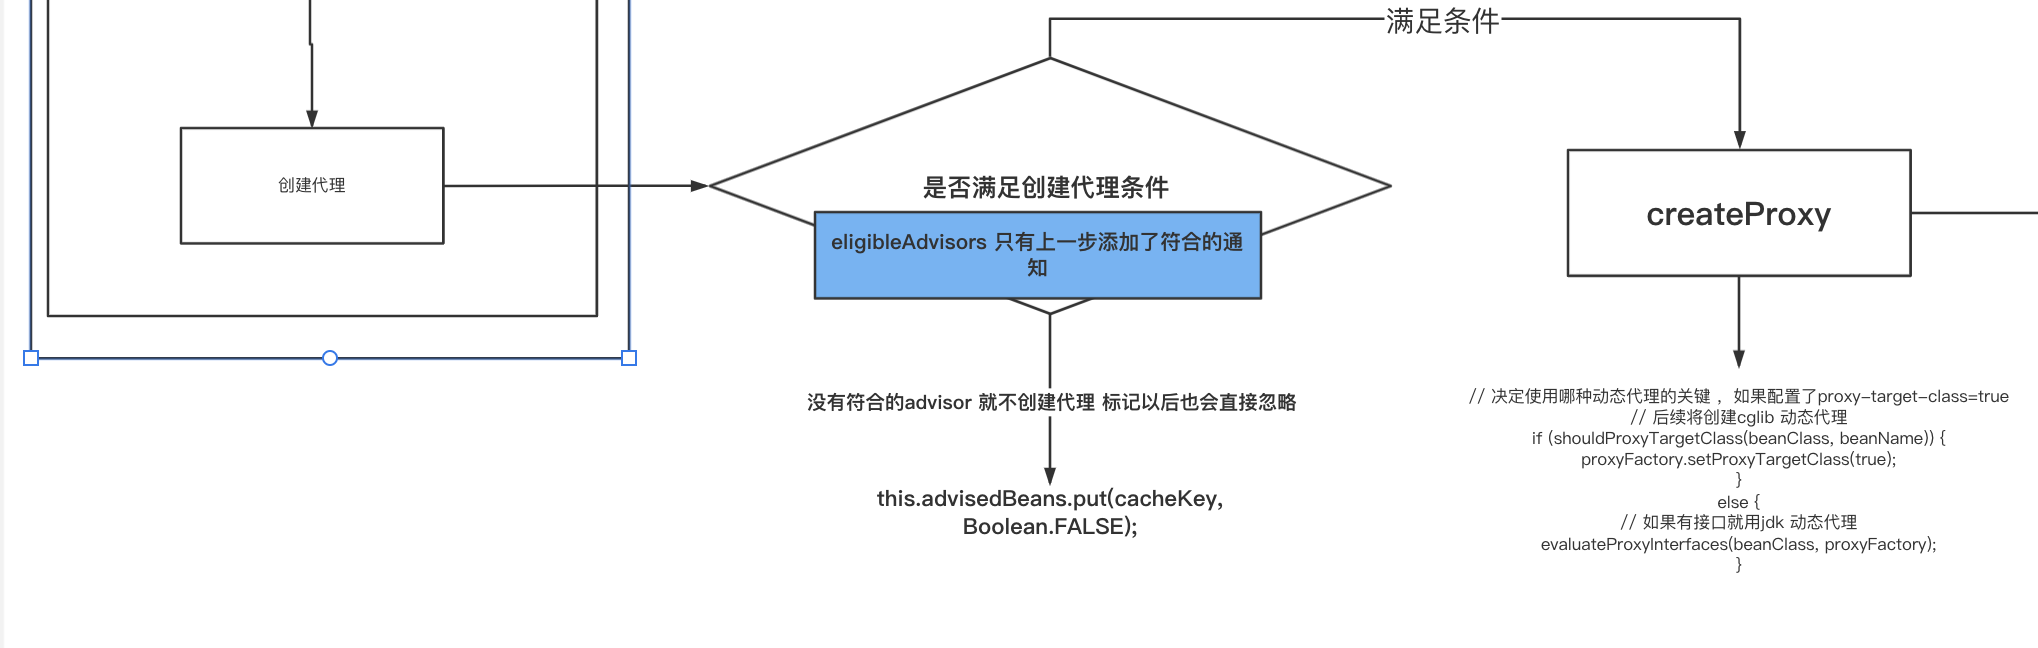 满足条件
创建代理
是否满足创建代理条件
eligibleAdvisors 只有上一步添加了符合的通
知
createProxy
没有符合的advisor 就不创建代理 标记以后也会直接忽略
this.advisedBeans.put(cacheKey,
Boolean.FALSE);
// 决定使用哪种动态代理的关键 ，如果配置了proxy-target-class=true
// 后续将创建cglib 动态代理
if (shouldProxyTargetClass(beanClass, beanName)) {
proxyFactory.setProxyTargetClass(true);
}
else {
// 如果有接口就用jdk 动态代理
evaluateProxyInterfaces(beanClass, proxyFactory);
}